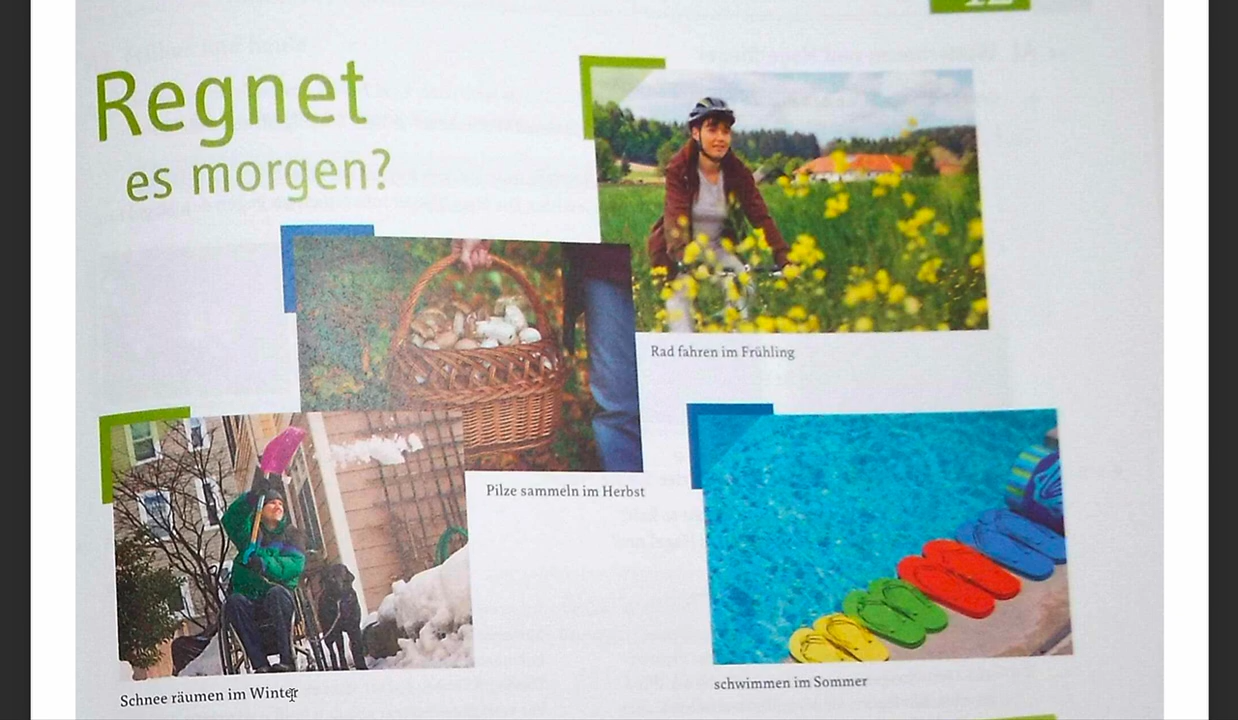 Regnet
es morgen?
Rad fahren im Frühling
Pilze sammeln im Herbst
Schnee räumen im Winter
schwimmen im Sommer